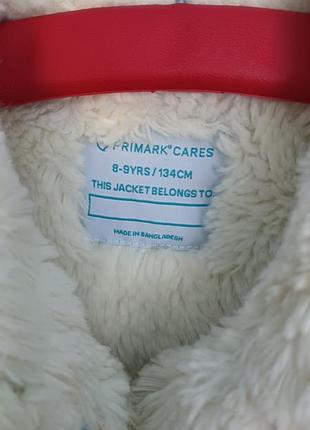 PRIMARK® CARES
8-9YRS / 134CM
THIS JACKET BELONGS TO:
MADE IN BANGLADESH